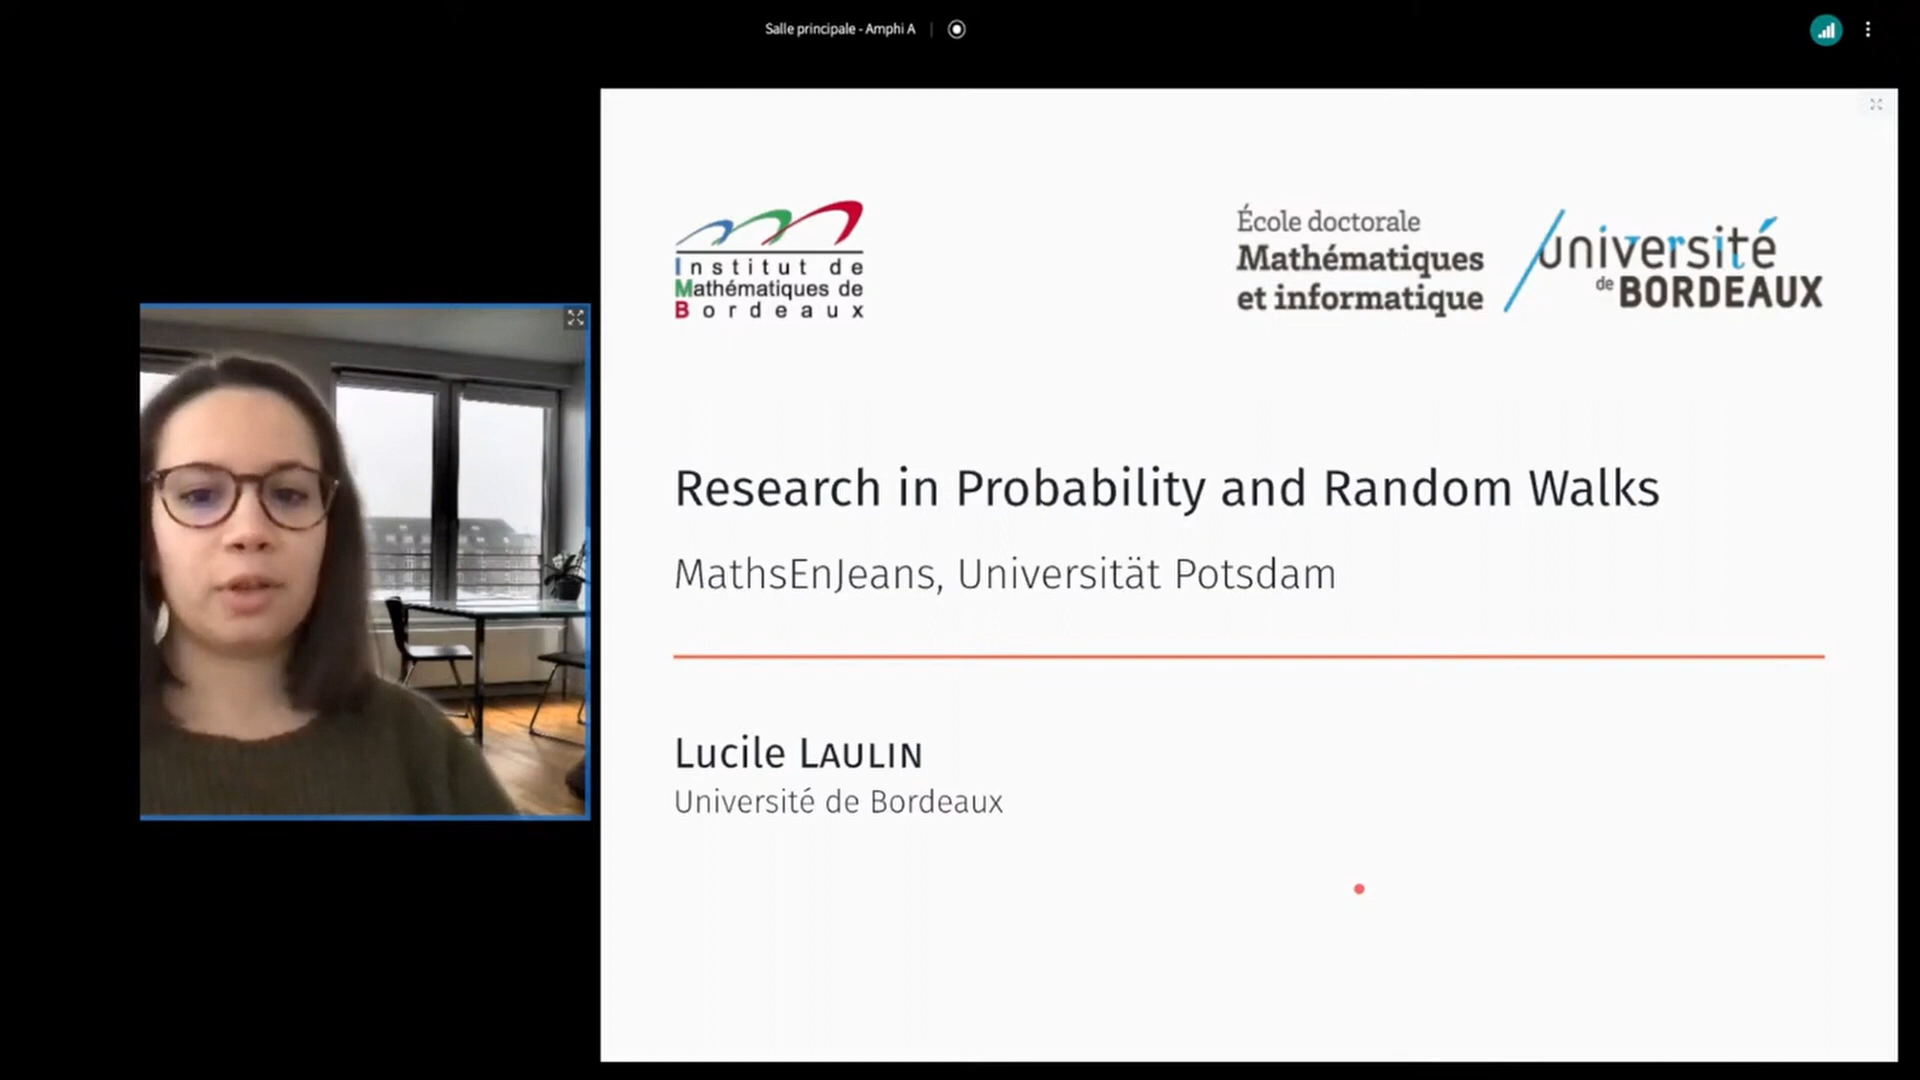 Salle principale - Amphi A
Institut de
Mathématiques de
Bordeaux
École doctorale
Mathématiques
et informatique
université
de BORDEAUX
Research in Probability and Random Walks
MathsEnJeans, Universität Potsdam
Lucile LAULIN
Université de Bordeaux